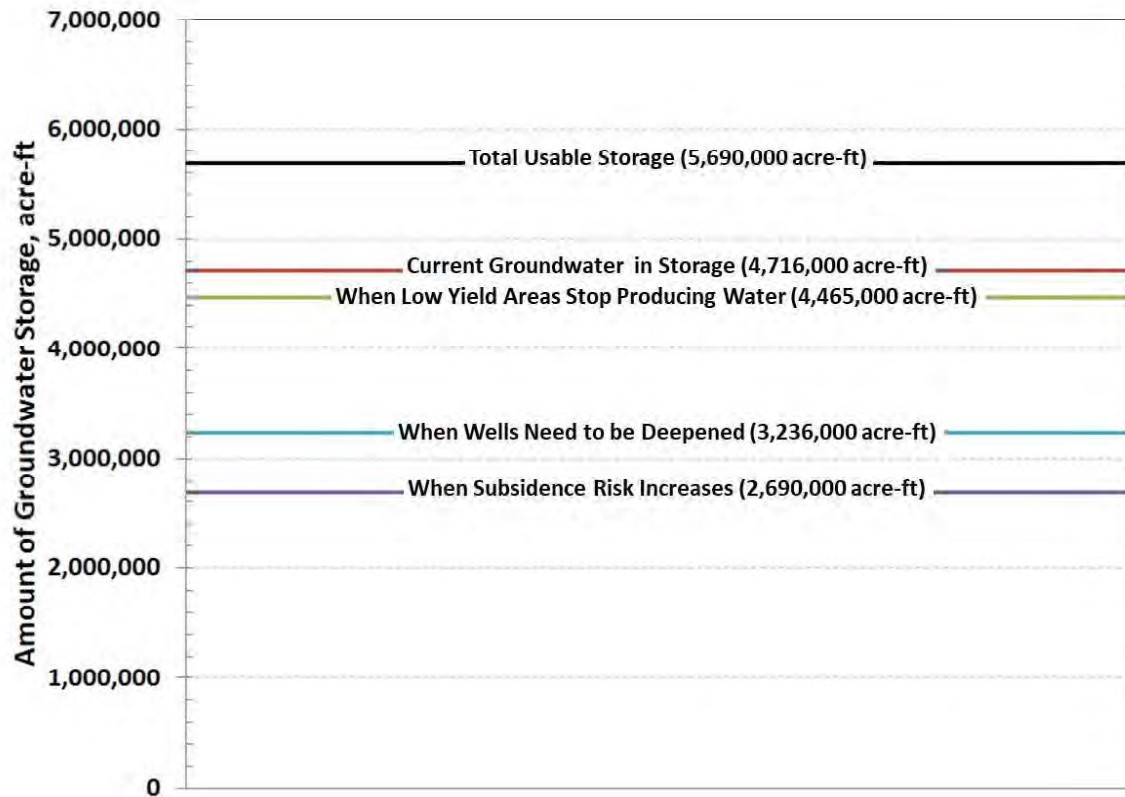 Amount of Groundwater Storage, acre-ft
7,000,000
6,000,000
Total Usable Storage (5,690,000 acre-ft)
5,000,000
Current Groundwater in Storage (4,716,000 acre-ft)
When Low Yield Areas Stop Producing Water (4,465,000 acre-ft)
4,000,000
When Wells Need to be Deepened (3,236,000 acre-ft)
3,000,000
When Subsidence Risk Increases (2,690,000 acre-ft)
2,000,000
1,000,000
0